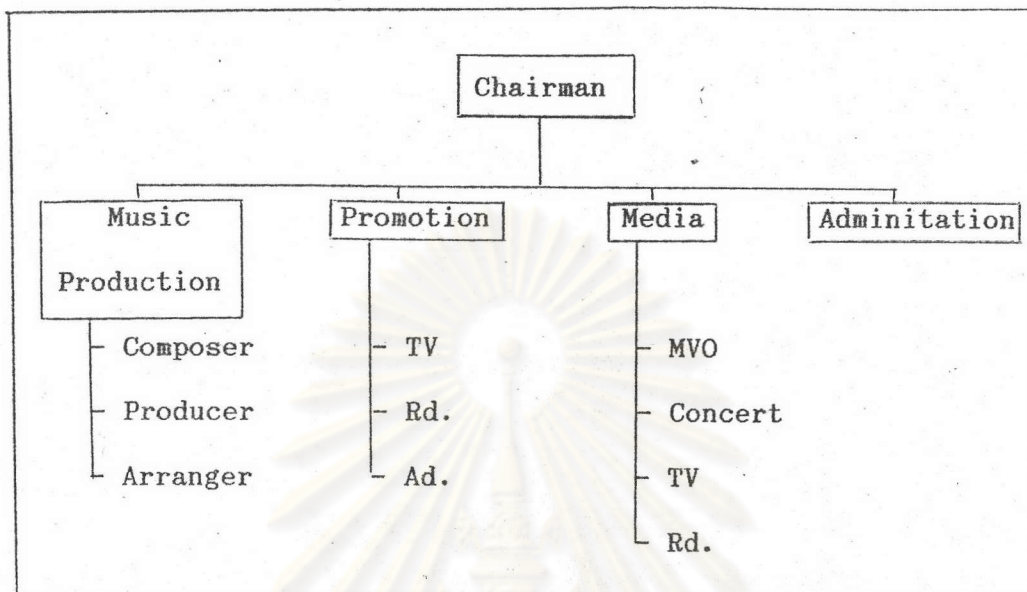 Chairman
Music
Production
Composer
Producer
Arranger
Promotion
TV
Rd.
Ad.
Media
MVO
Concert
TV
Rd.
Adminitation